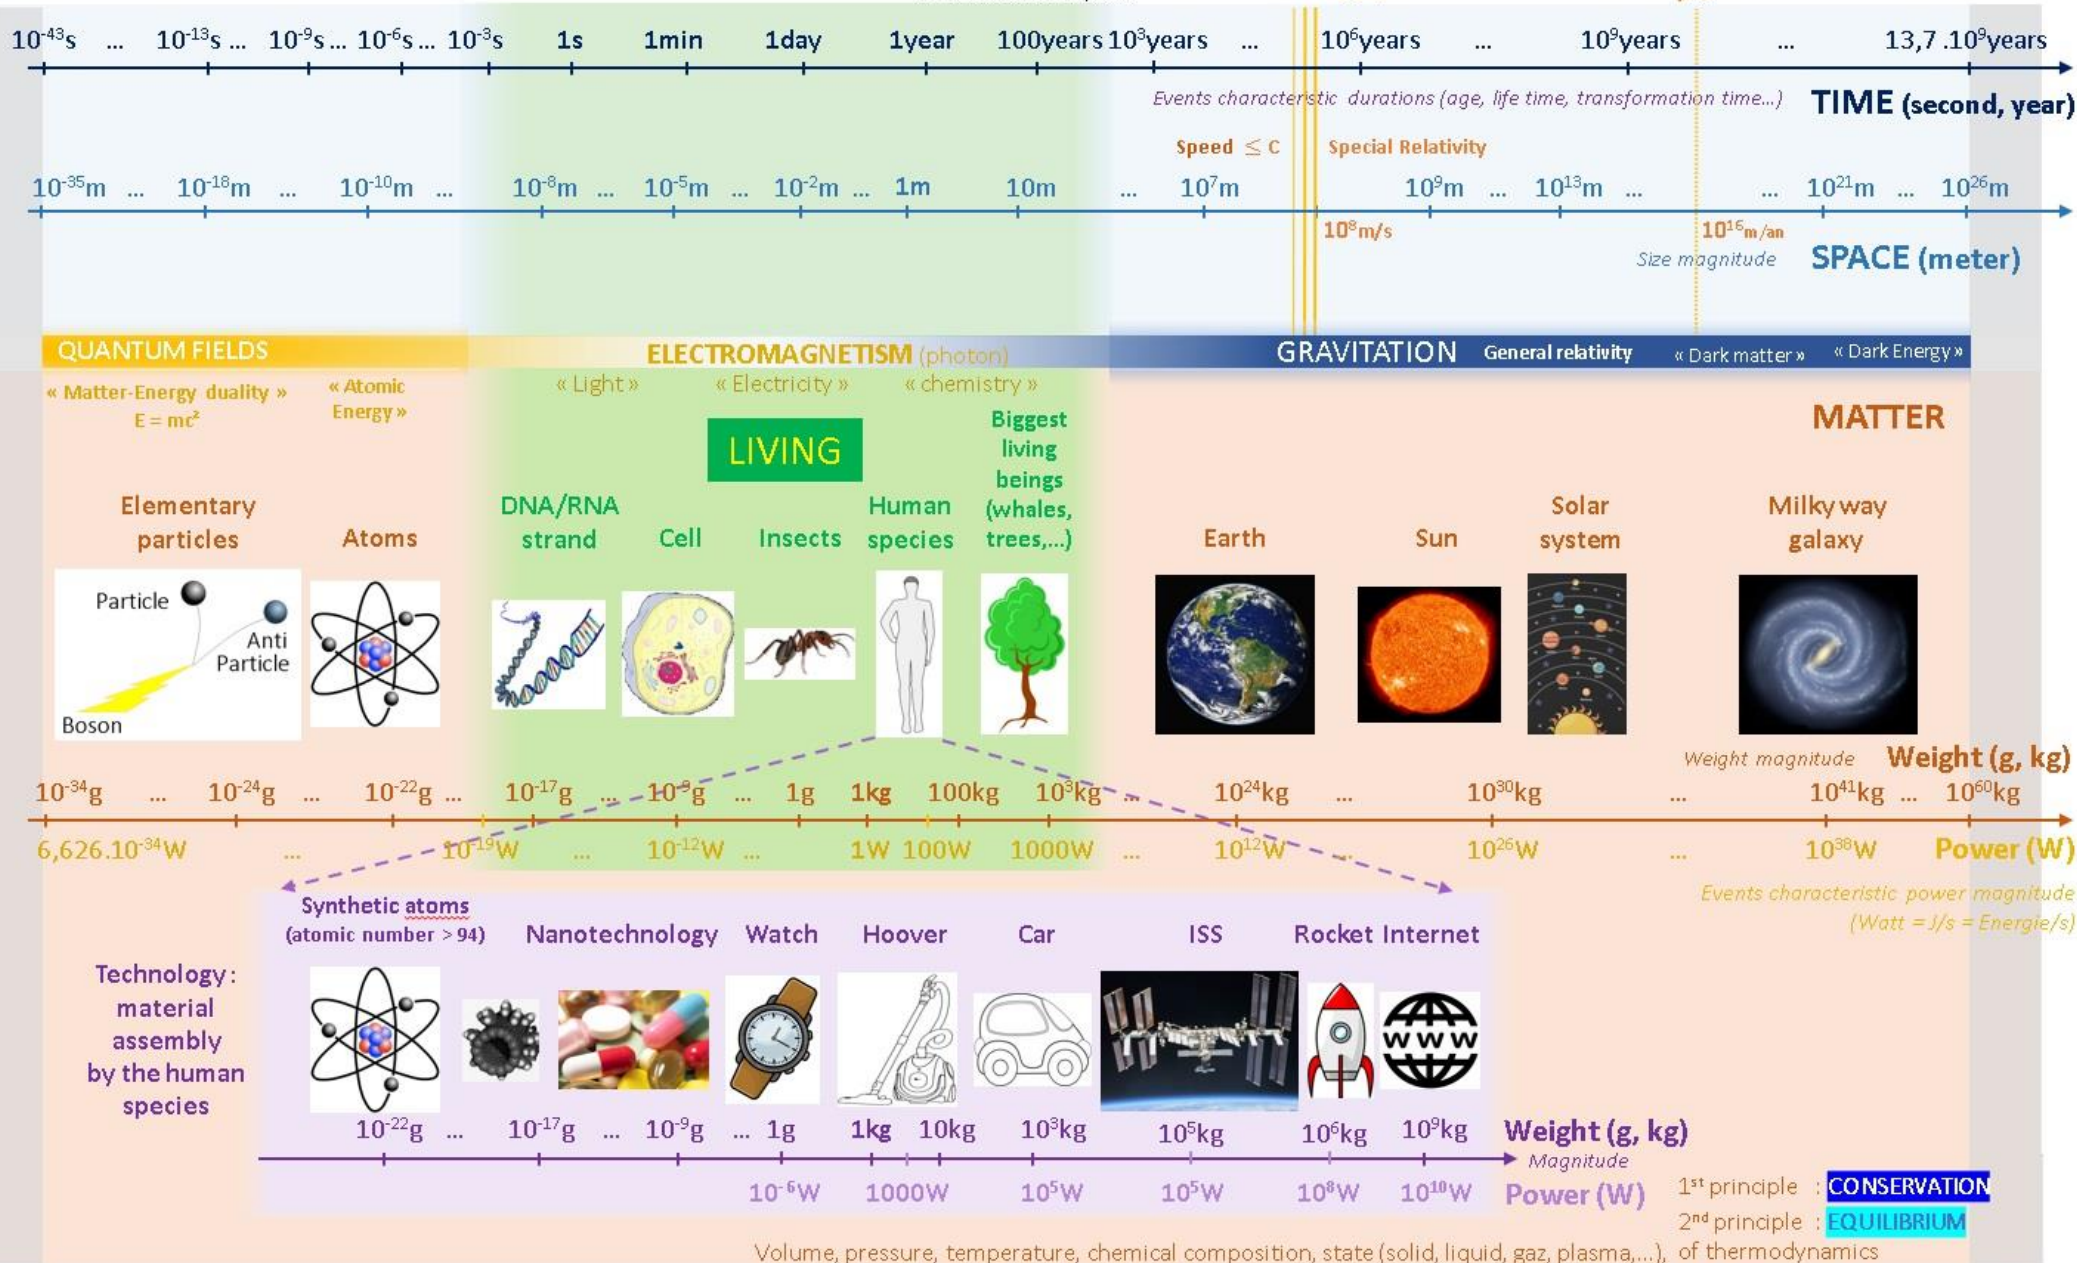 10⁻⁴³s ... 10⁻¹³s ... 10⁻⁹s ... 10⁻⁶s ... 10⁻³s 1s 1min 1day 1year 100years 10³years ... 10⁶years ... 10⁹years ... 13,7 .10⁹years
Events characteristic durations (age, life time, transformation time...) TIME (second, year)
Speed ≤ C Special Relativity
10⁻³⁵m ... 10⁻¹⁸m ... 10⁻¹⁰m ... 10⁻⁸m ... 10⁻⁵m ... 10⁻²m ... 1m 10m ... 10⁷m 10⁹m ... 10¹³m ... ... 10²¹m ... 10²⁶m
10⁸m/s 10¹⁶m/an
Size magnitude SPACE (meter)
QUANTUM FIELDS ELECTROMAGNETISM (photon) GRAVITATION General relativity « Dark matter » « Dark Energy »
« Matter-Energy duality »
E = mc²
« Atomic
Energy »
« Light » « Electricity » « chemistry »
MATTER
LIVING
Elementary
particles
Atoms
DNA/RNA
strand
Cell
Insects
Human
species
Biggest
living
beings
(whales,
trees,...)
Earth
Sun
Solar
system
Milky way
galaxy
Particle
Anti
Particle
Boson
Weight magnitude Weight (g, kg)
10⁻³⁴g ... 10⁻²⁴g ... 10⁻²²g ... 10⁻¹⁷g ... 10⁻⁹g ... 1g 1kg 100kg 10³kg ... 10²⁴kg ... 10³⁰kg ... 10⁴¹kg ... 10⁶⁰kg
6,626.10⁻³⁴W ... 10⁻¹⁹W ... 10⁻¹²W ... 1W 100W 1000W ... 10¹²W ... 10²⁶W ... 10³⁸W Power (W)
Events characteristic power magnitude
(Watt = J/s = Energie/s)
Technology :
material
assembly
by the human
species
Synthetic atoms
(atomic number > 94)
Nanotechnology
Watch
Hoover
Car
ISS
Rocket
Internet
WWW
10⁻²²g ... 10⁻¹⁷g ... 10⁻⁹g ... 1g 1kg 10kg 10³kg 10⁵kg 10⁶kg 10⁹kg Weight (g, kg)
Magnitude
10⁻⁶W 1000W 10⁵W 10⁵W 10⁸W 10¹⁰W Power (W)
1st principle : CONSERVATION
2nd principle : EQUILIBRIUM
Volume, pressure, temperature, chemical composition, state (solid, liquid, gaz, plasma,...), of thermodynamics